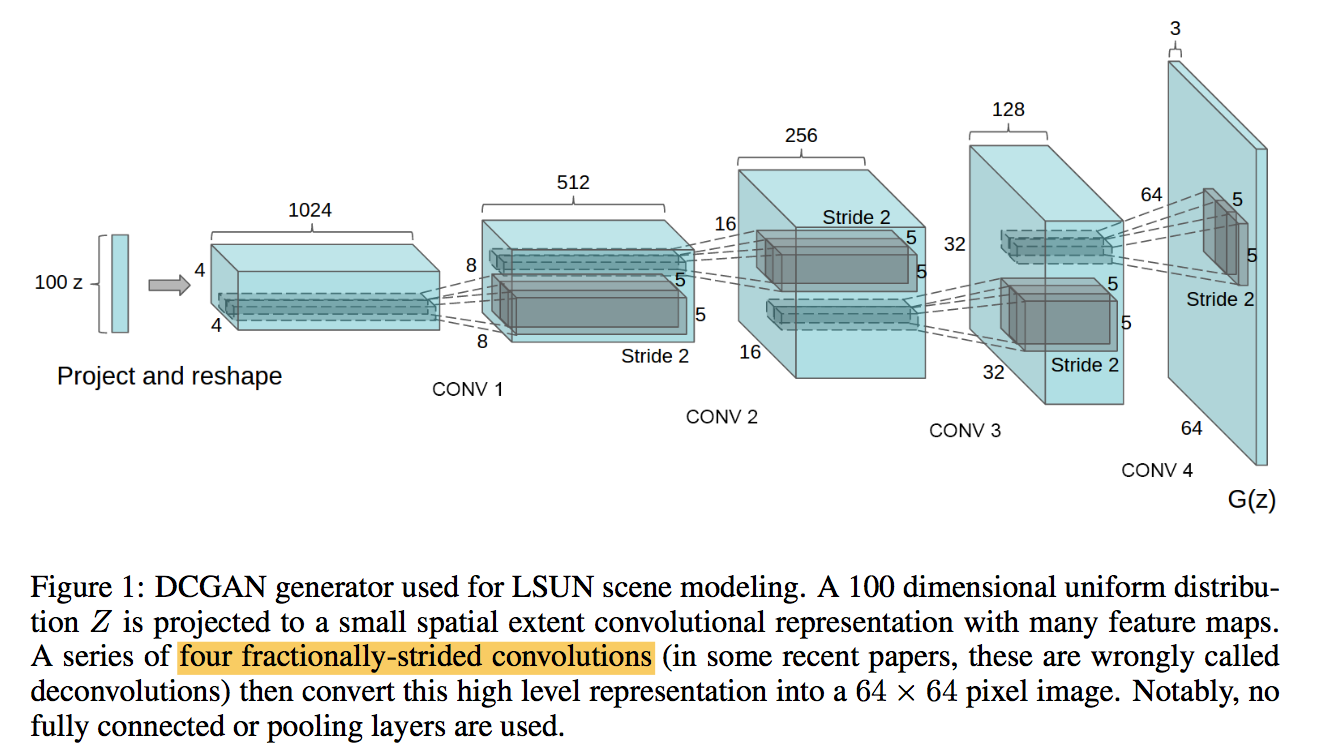 3
128
256
64
512
5
1024
Stride 2
16
5
32
5
4
8
5
5
100 z
5
Stride 2
5
5
4
8
16
Stride 2
32
Stride 2
Project and reshape
CONV 1
CONV 2
CONV 3
64
CONV 4
G(z)
Figure 1: DCGAN generator used for LSUN scene modeling. A 100 dimensional uniform distribu-
tion Z is projected to a small spatial extent convolutional representation with many feature maps.
A series of four fractionally-strided convolutions (in some recent papers, these are wrongly called
deconvolutions) then convert this high level representation into a 64 × 64 pixel image. Notably, no
fully connected or pooling layers are used.